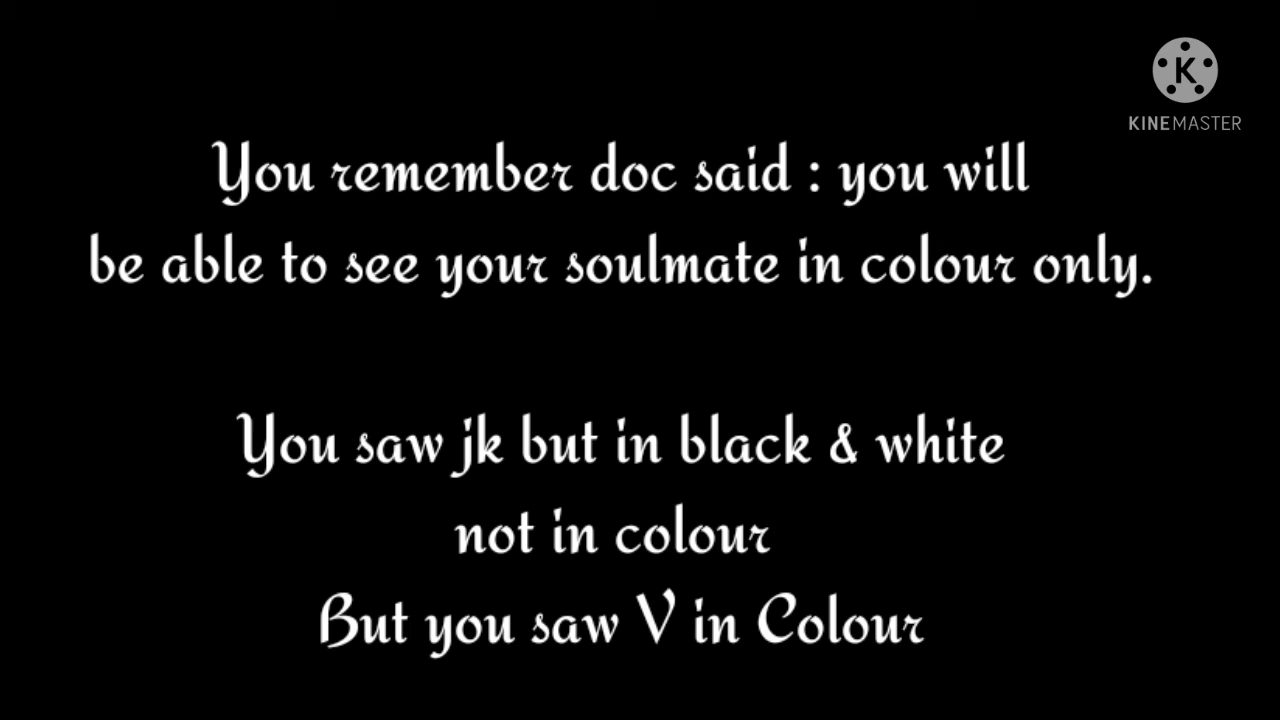 KINEMASTER
You remember doc said : you will
be able to see your soulmate in colour only.
You saw jk but in black & white
not in colour
But you saw V in Colour